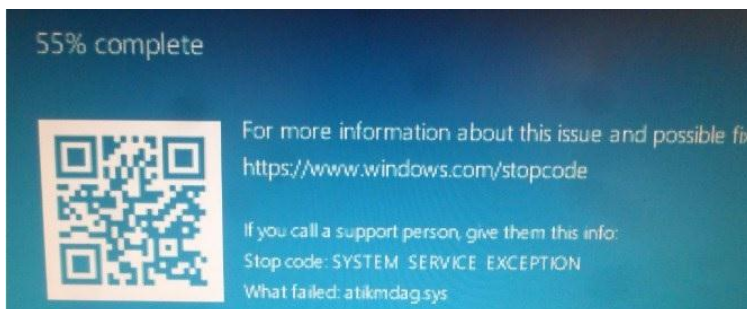 55% complete
For more information about this issue and possible fix
https://www.windows.com/stopcode
If you call a support person, give them this info:
Stop code: SYSTEM SERVICE EXCEPTION
What failed: atikmdag.sys